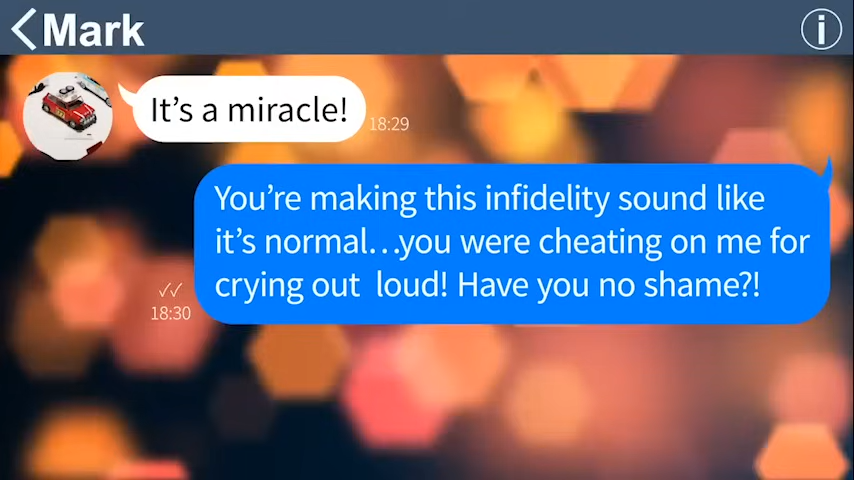 Mark
i
It's a miracle!
18:29
You're making this infidelity sound like
it's normal...you were cheating on me for
crying out  loud! Have you no shame?!
18:30